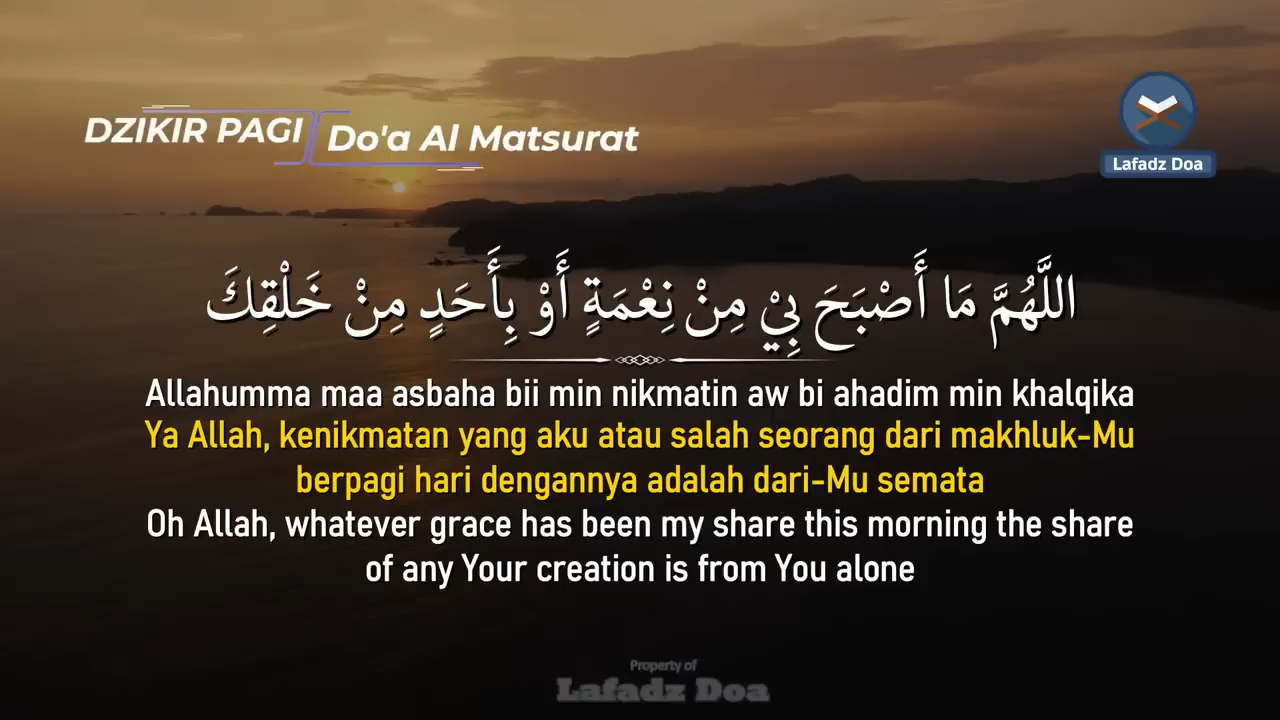 DZIKIR PAGI
Do'a Al Matsurat
Lafadz Doa
اللَّهُمَّ مَا أَصْبَحَ بِيْ مِنْ نِعْمَةٍ أَوْ بِأَحَدٍ مِنْ خَلْقِكَ
Allahumma maa asbaha bii min nikmatin aw bi ahadim min khalqika
Ya Allah, kenikmatan yang aku atau salah seorang dari makhluk-Mu
berpagi hari dengannya adalah dari-Mu semata
Oh Allah, whatever grace has been my share this morning the share
of any Your creation is from You alone
Property of
Lafadz Doa